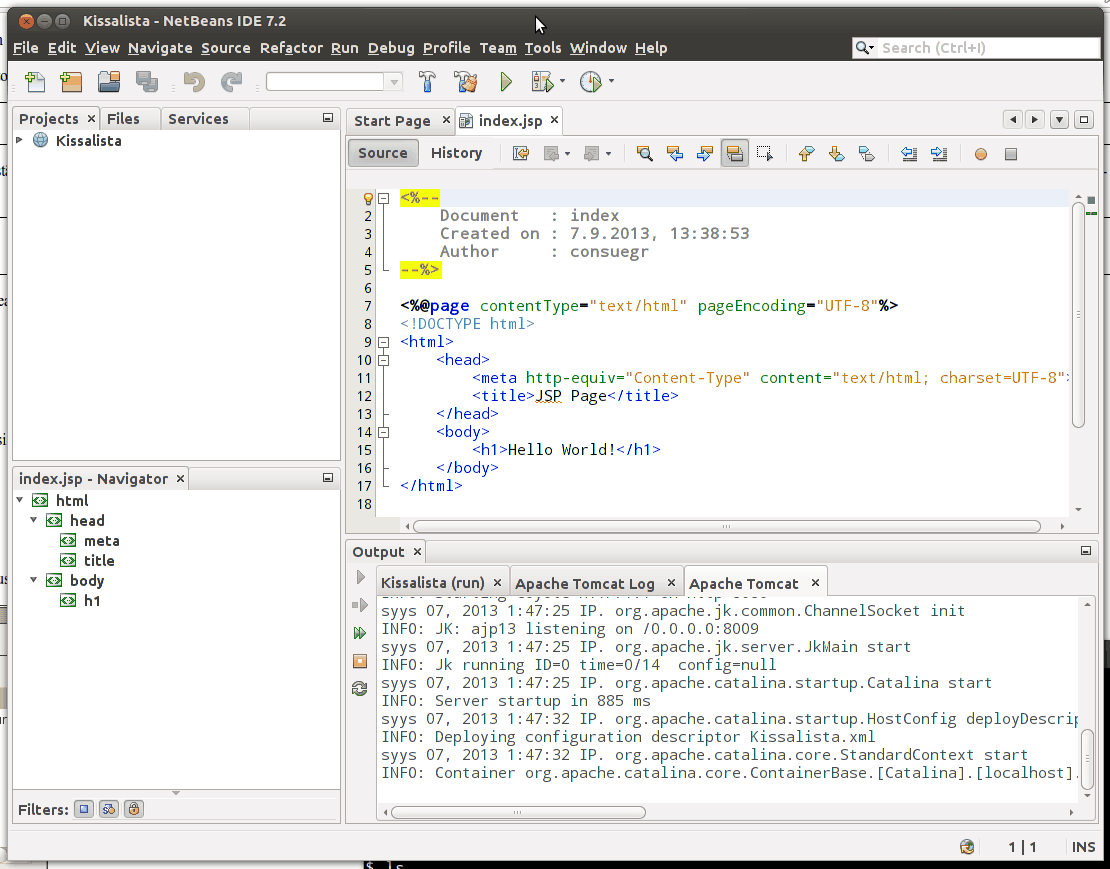 Kissalista - NetBeans IDE 7.2
File Edit View Navigate Source Refactor Run Debug Profile Team Tools Window Help
Search (Ctrl+I)
Projects Files Services
Kissalista
Start Page index.jsp
Source History
<%--
2 Document : index
3 Created on : 7.9.2013, 13:38:53
4 Author : consuegr
5 --%>
6
7 <%@page contentType="text/html" pageEncoding="UTF-8"%>
8 <!DOCTYPE html>
9 <html>
10 <head>
11 <meta http-equiv="Content-Type" content="text/html; charset=UTF-8">
12 <title>JSP Page</title>
13 </head>
14 <body>
15 <h1>Hello World!</h1>
16 </body>
17 </html>
18
index.jsp - Navigator
html
head
meta
title
body
h1
Filters:
Output
Kissalista (run) Apache Tomcat Log Apache Tomcat
syys 07, 2013 1:47:25 IP. org.apache.jk.common.ChannelSocket init
INFO: JK: ajp13 listening on /0.0.0.0:8009
syys 07, 2013 1:47:25 IP. org.apache.jk.server.JkMain start
INFO: Jk running ID=0 time=0/14 config=null
syys 07, 2013 1:47:25 IP. org.apache.catalina.startup.Catalina start
INFO: Server startup in 885 ms
syys 07, 2013 1:47:32 IP. org.apache.catalina.startup.HostConfig deployDescrip
INFO: Deploying configuration descriptor Kissalista.xml
syys 07, 2013 1:47:32 IP. org.apache.catalina.core.StandardContext start
INFO: Container org.apache.catalina.core.ContainerBase.[Catalina].[localhost].
1 | 1 INS